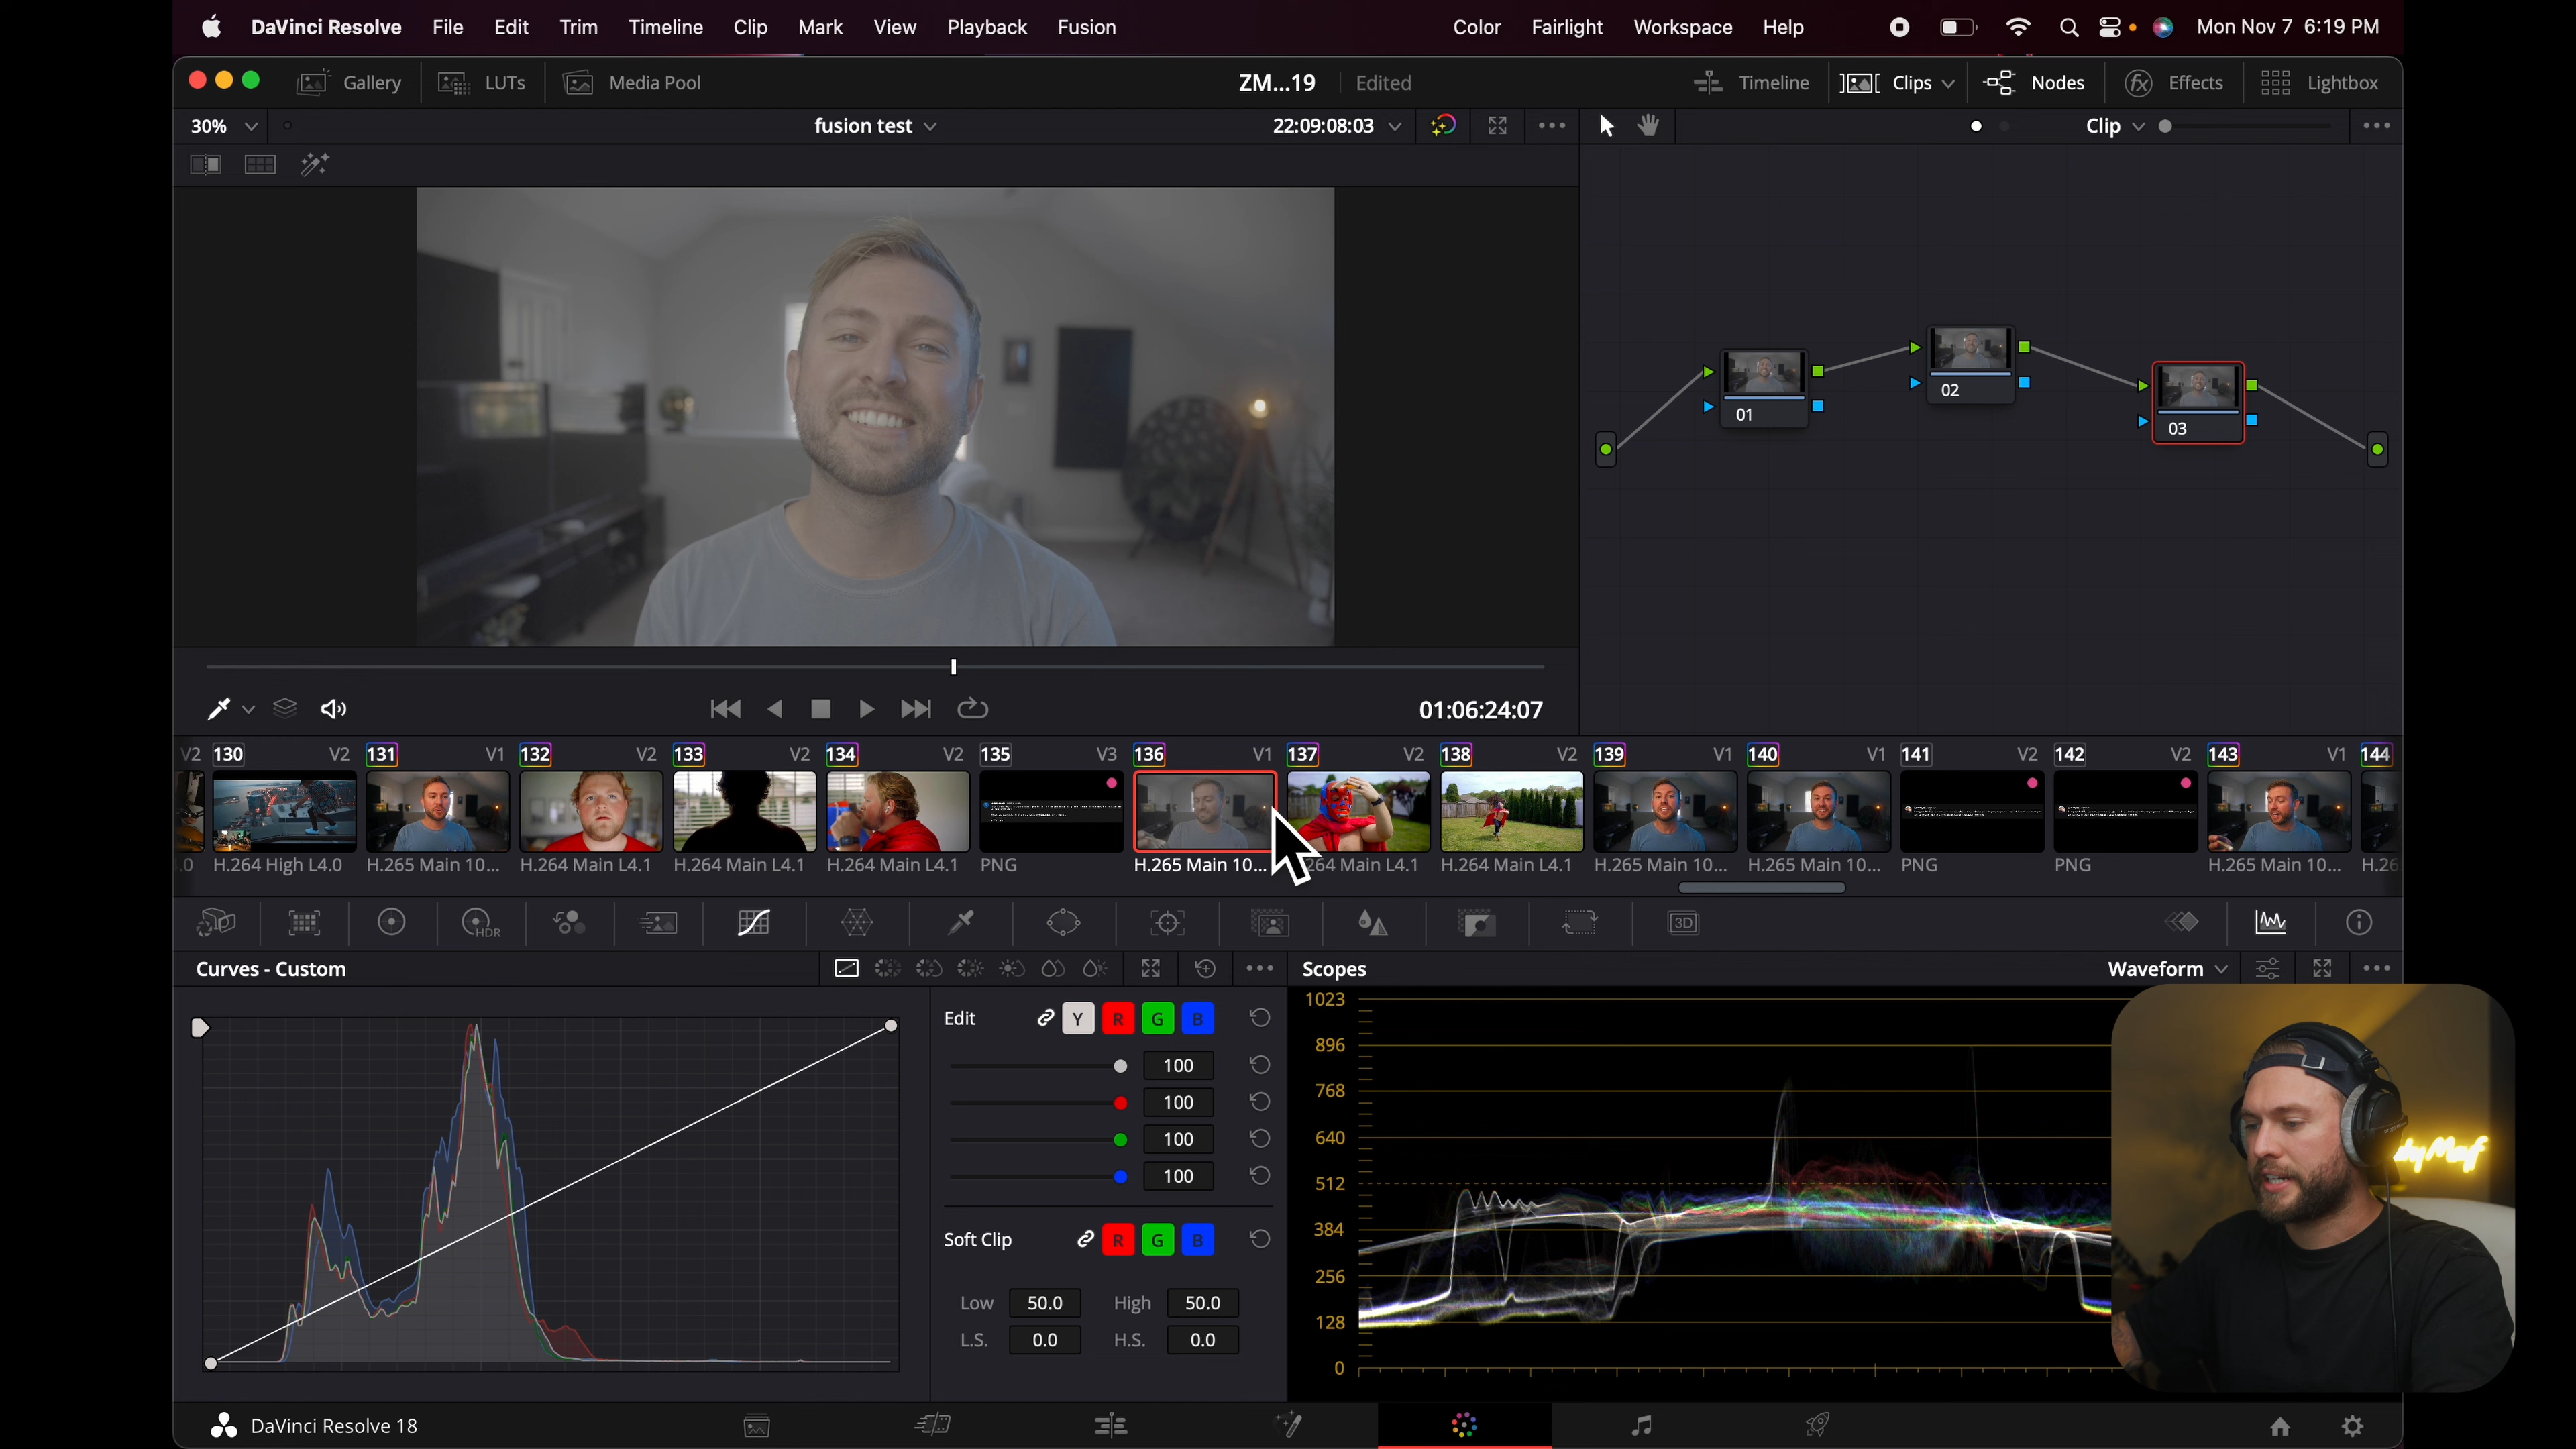 DaVinci Resolve File Edit Trim Timeline Clip Mark View Playback Fusion Color Fairlight Workspace Help Mon Nov 7 6:19 PM
Gallery LUTs Media Pool ZM...19 Edited Timeline Clips Nodes Effects Lightbox
30% fusion test 22:09:08:03 Clip
01
02
03
01:06:24:07
V2 130 V2 131 V1 132 V2 133 V2 134 V2 135 V3 136 V1 137 V2 138 V2 139 V1 140 V1 141 V2 142 V2 143 V1 144
.0 H.264 High L4.0 H.265 Main 10... H.264 Main L4.1 H.264 Main L4.1 H.264 Main L4.1 PNG H.265 Main 10... 264 Main L4.1 H.264 Main L4.1 H.265 Main 10... H.265 Main 10... PNG PNG H.265 Main 10... H.26
HDR
3D
Curves - Custom
Scopes
Waveform
Edit Y R G B
100
100
100
100
Soft Clip R G B
Low 50.0 High 50.0
L.S. 0.0 H.S. 0.0
1023
896
768
640
512
384
256
128
0
DaVinci Resolve 18